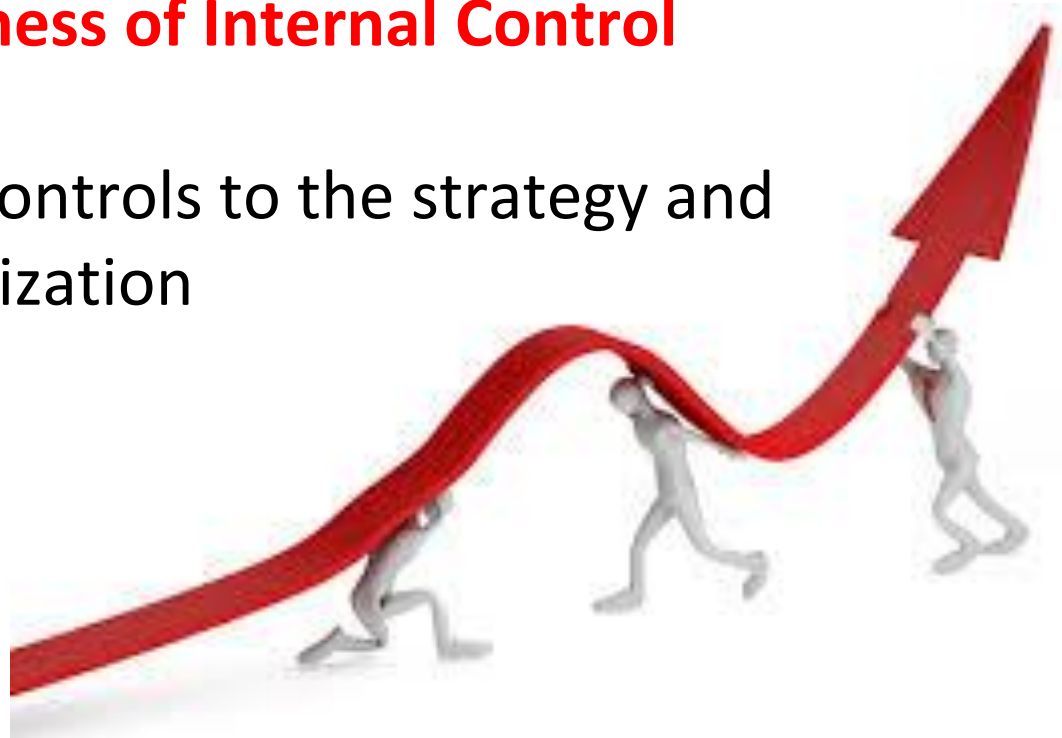 ness of Internal Control
ontrols to the strategy and
ization